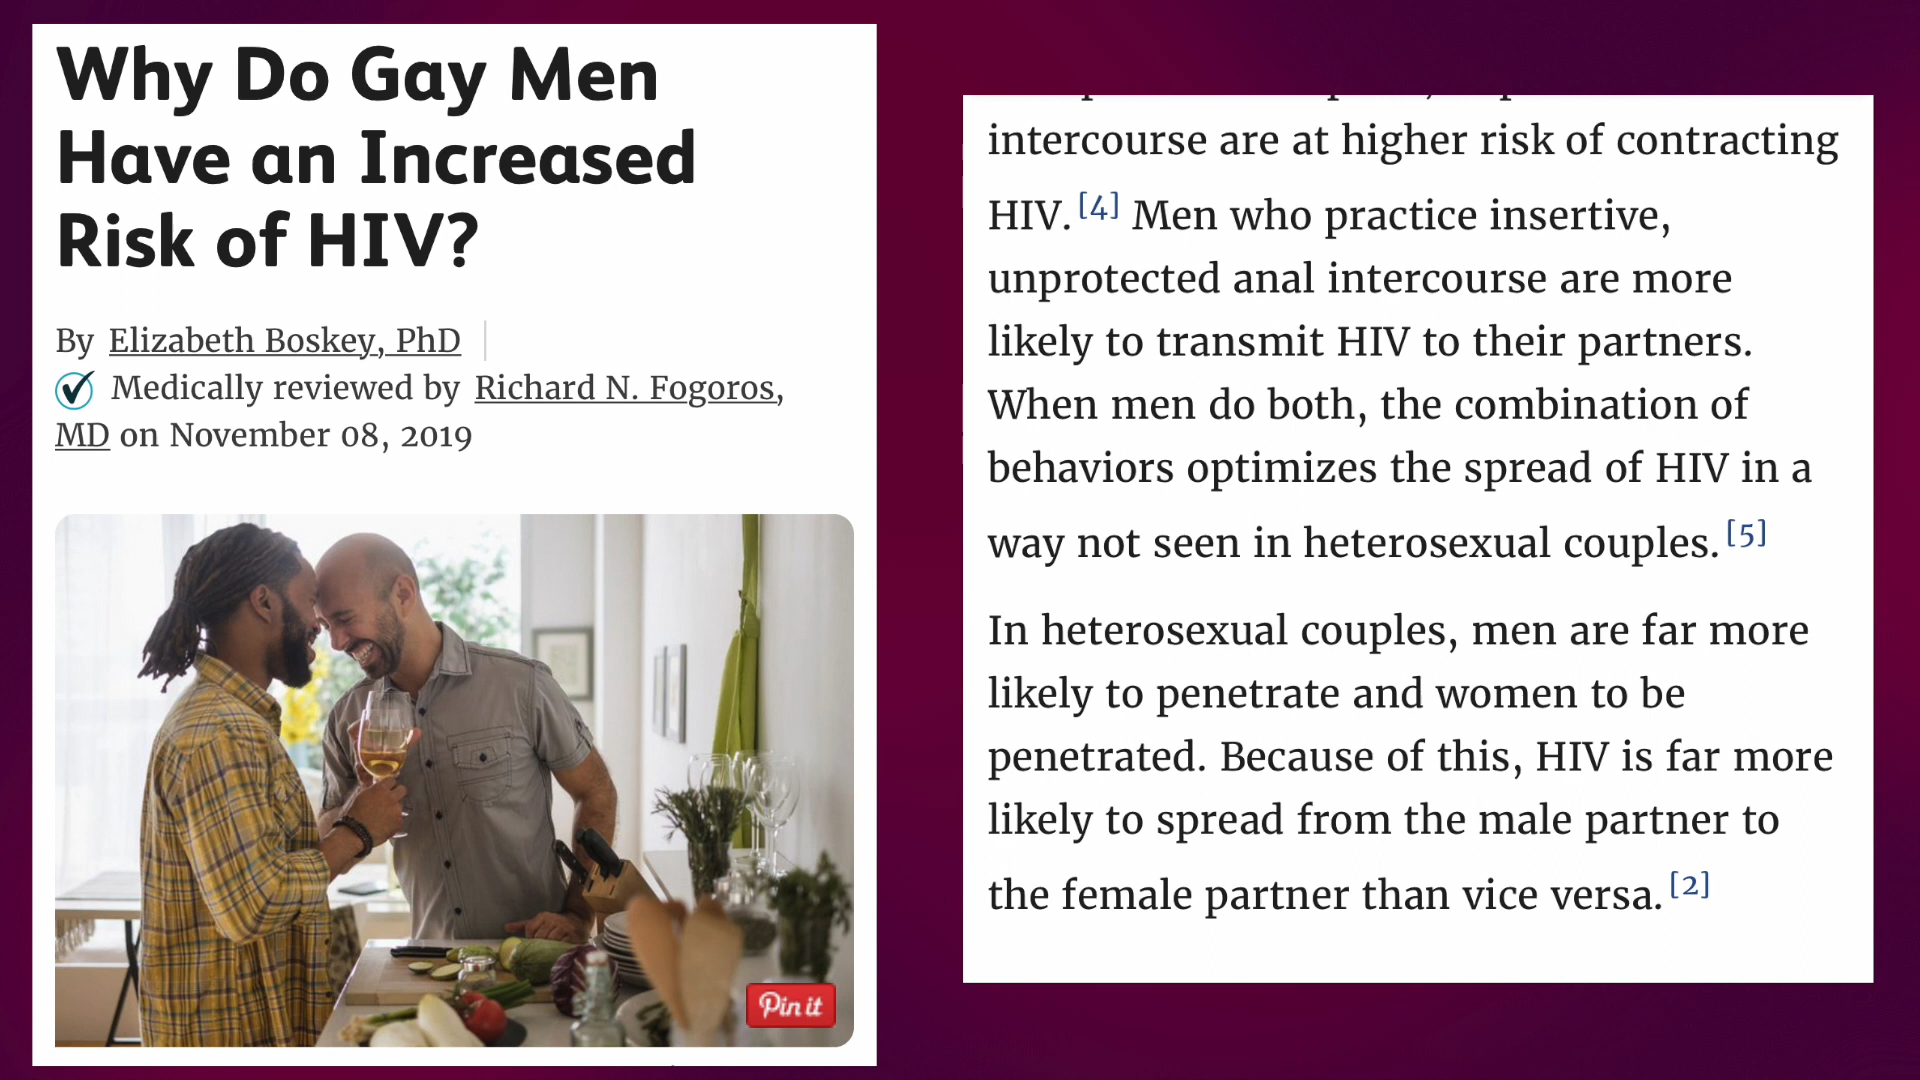 Why Do Gay Men
Have an Increased
Risk of HIV?
By Elizabeth Boskey, PhD
Medically reviewed by Richard N. Fogoros,
MD on November 08, 2019
Pin it
intercourse are at higher risk of contracting
HIV.[4] Men who practice insertive,
unprotected anal intercourse are more
likely to transmit HIV to their partners.
When men do both, the combination of
behaviors optimizes the spread of HIV in a
way not seen in heterosexual couples.[5]
In heterosexual couples, men are far more
likely to penetrate and women to be
penetrated. Because of this, HIV is far more
likely to spread from the male partner to
the female partner than vice versa.[2]